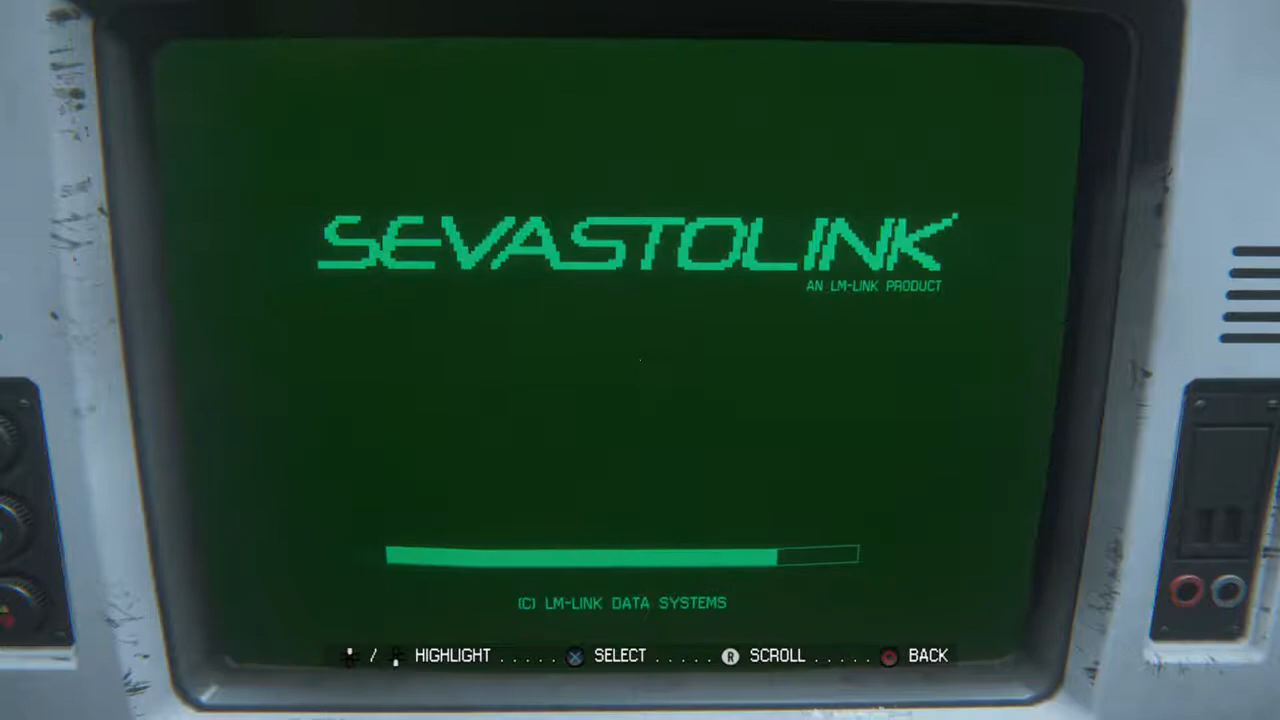 SEVASTOLINK
AN LM-LINK PRODUCT
(C) LM-LINK DATA SYSTEMS
/ HIGHLIGHT ..... SELECT ..... R SCROLL ..... BACK